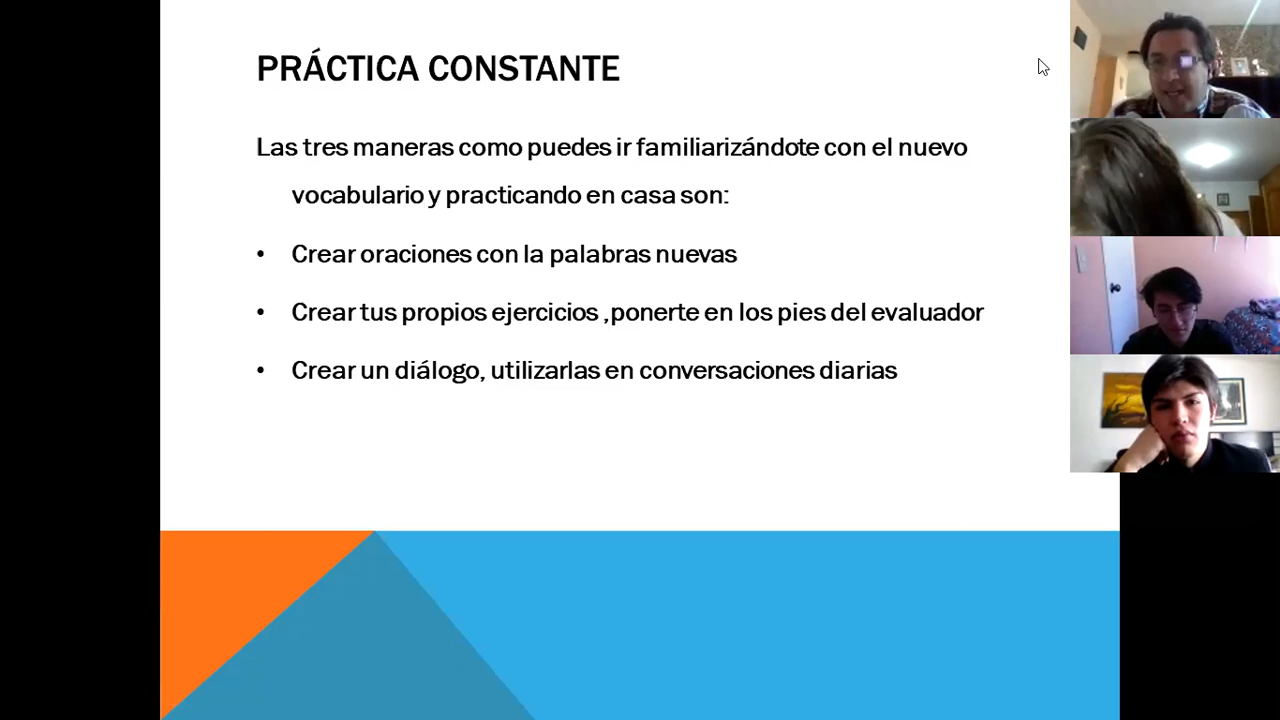 PRÁCTICA CONSTANTE
Las tres maneras como puedes ir familiarizándote con el nuevo
vocabulario y practicando en casa son:
• Crear oraciones con la palabras nuevas
• Crear tus propios ejercicios ,ponerte en los pies del evaluador
• Crear un diálogo, utilizarlas en conversaciones diarias